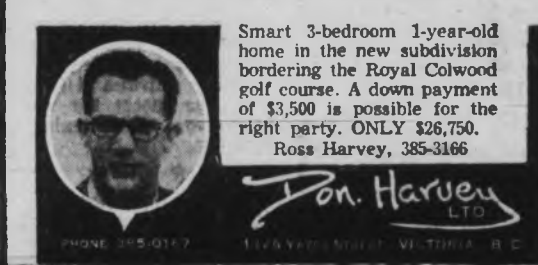 Smart 3-bedroom 1-year-old
home in the new subdivision
bordering the Royal Colwood
golf course. A down payment
of $3,500 is possible for the
right party. ONLY $26,750.
Ross Harvey, 385-3166
Don. Harvey
LTD
PHONE
VICTORIA B C